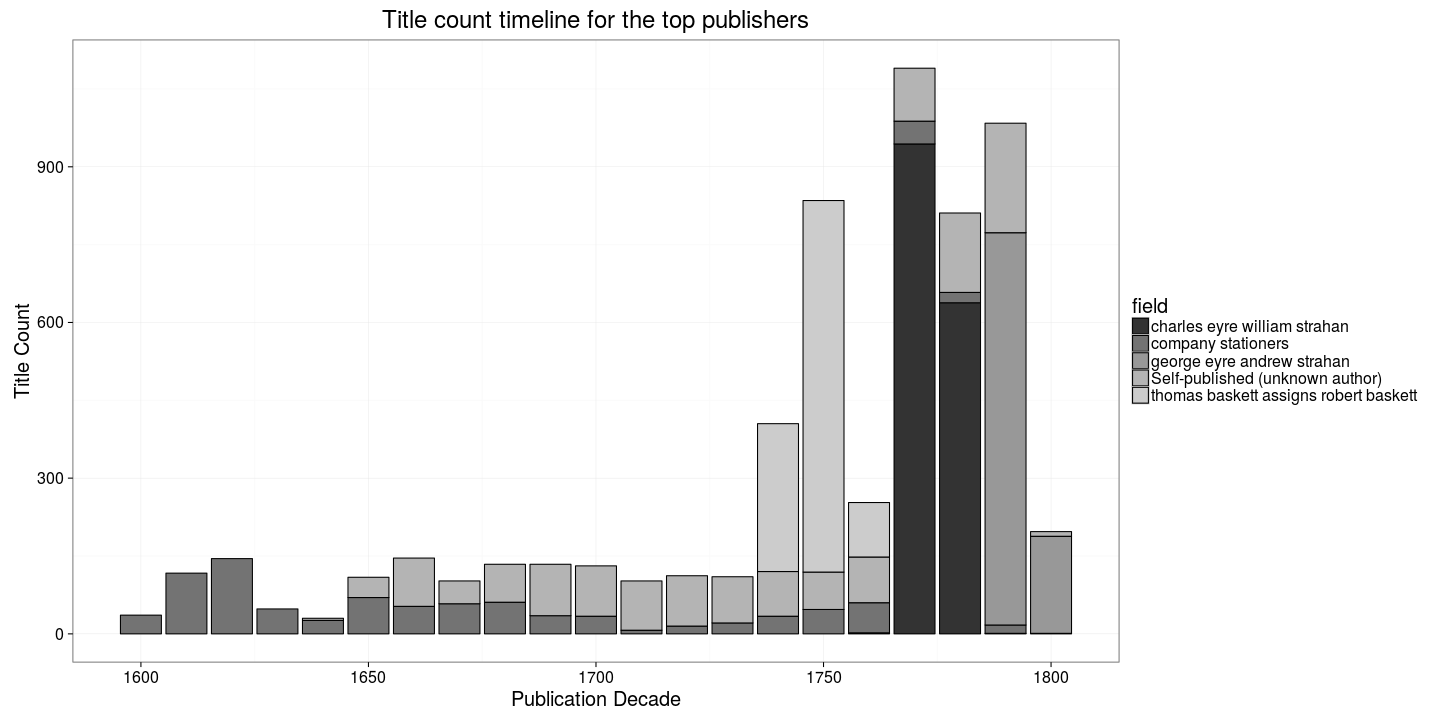 Title count timeline for the top publishers
Title Count
900
600
300
0
1600
1650
1700
1750
1800
Publication Decade
field
charles eyre william strahan
company stationers
george eyre andrew strahan
Self-published (unknown author)
thomas baskett assigns robert baskett